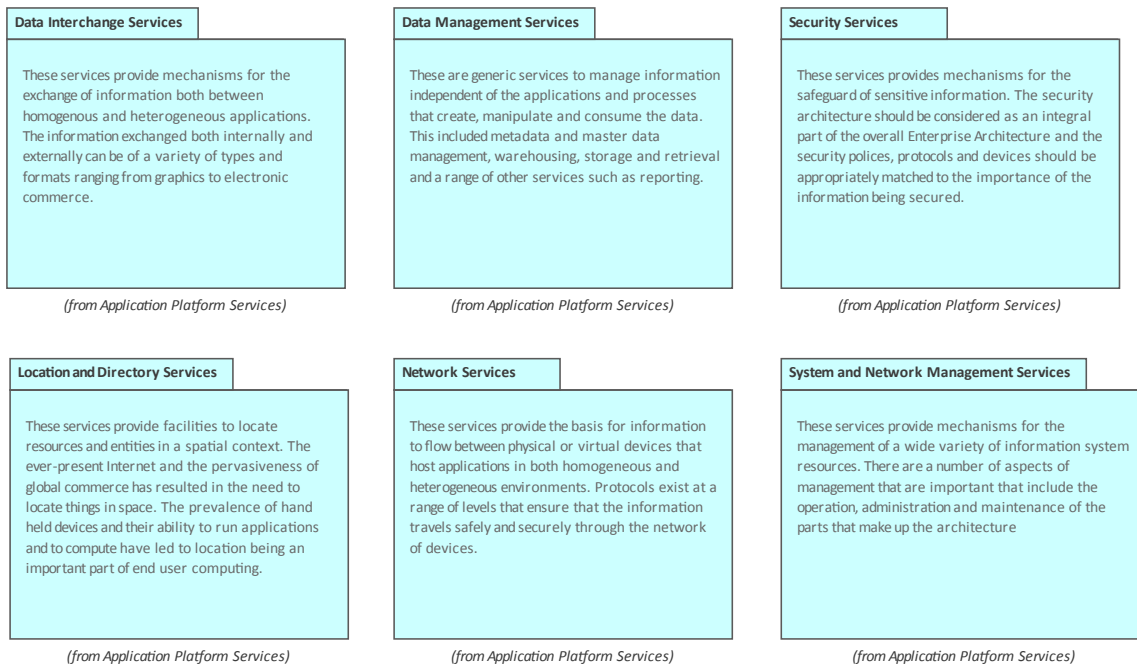 Data Interchange Services
These services provide mechanisms for the
exchange of information both between
homogenous and heterogeneous applications.
The information exchanged both internally and
externally can be of a variety of types and
formats ranging from graphics to electronic
commerce.
(from Application Platform Services)
Data Management Services
These are generic services to manage information
independent of the applications and processes
that create, manipulate and consume the data.
This included metadata and master data
management, warehousing, storage and retrieval
and a range of other services such as reporting.
(from Application Platform Services)
Security Services
These services provides mechanisms for the
safeguard of sensitive information. The security
architecture should be considered as an integral
part of the overall Enterprise Architecture and the
security polices, protocols and devices should be
appropriately matched to the importance of the
information being secured.
(from Application Platform Services)
Location and Directory Services
These services provide facilities to locate
resources and entities in a spatial context. The
ever-present Internet and the pervasiveness of
global commerce has resulted in the need to
locate things in space. The prevalence of hand
held devices and their ability to run applications
and to compute have led to location being an
important part of end user computing.
(from Application Platform Services)
Network Services
These services provide the basis for information
to flow between physical or virtual devices that
host applications in both homogeneous and
heterogeneous environments. Protocols exist at a
range of levels that ensure that the information
travels safely and securely through the network
of devices.
(from Application Platform Services)
System and Network Management Services
These services provide mechanisms for the
management of a wide variety of information system
resources. There are a number of aspects of
management that are important that include the
operation, administration and maintenance of the
parts that make up the architecture
(from Application Platform Services)